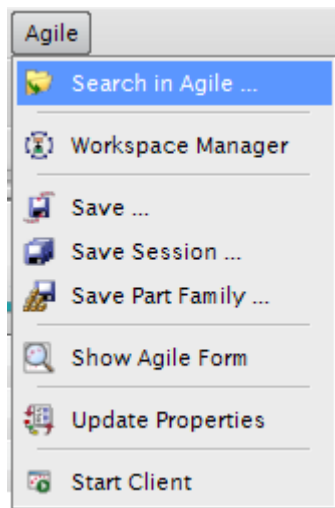 Agile
Search in Agile ...
Workspace Manager
Save ...
Save Session ...
Save Part Family ...
Show Agile Form
Update Properties
Start Client